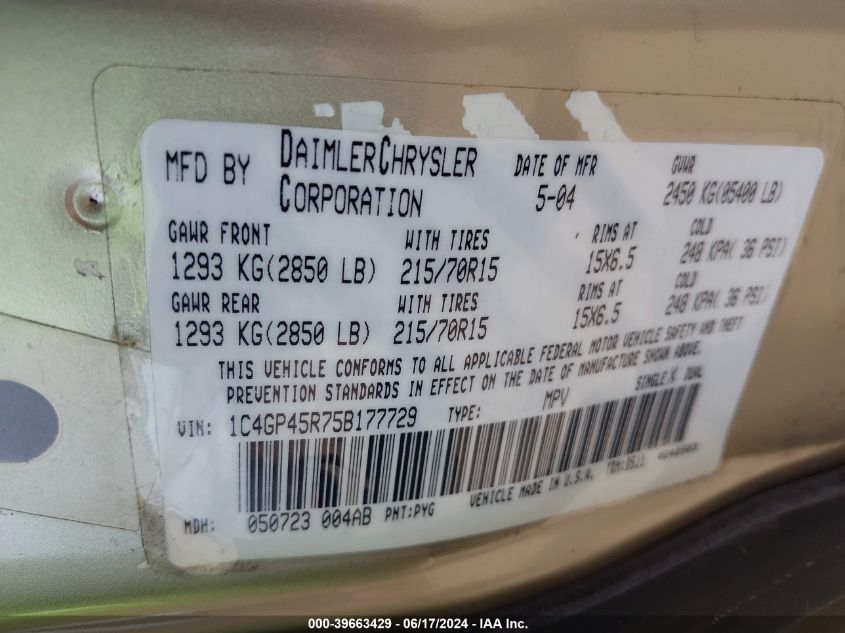 MFD BY DAIMLERCHRYSLER CORPORATION DATE OF MFR 5-04 GVWR 2450 KG(05400 LB)
GAWR FRONT WITH TIRES RIMS AT COLD
1293 KG(2850 LB) 215/70R15 15X6.5 248 KPA( 36 PSI)
GAWR REAR WITH TIRES RIMS AT COLD
1293 KG(2850 LB) 215/70R15 15X6.5 248 KPA( 36 PSI)
THIS VEHICLE CONFORMS TO ALL APPLICABLE FEDERAL MOTOR VEHICLE SAFETY AND THEFT
PREVENTION STANDARDS IN EFFECT ON THE DATE OF MANUFACTURE SHOWN ABOVE.
VIN: 1C4GP45R75B177729 TYPE: MPV SINGLE X DUAL
MDH: 050723 004AB PNT:PYG VEHICLE MADE IN U.S.A.
000-39663429 - 06/17/2024 - IAA Inc.